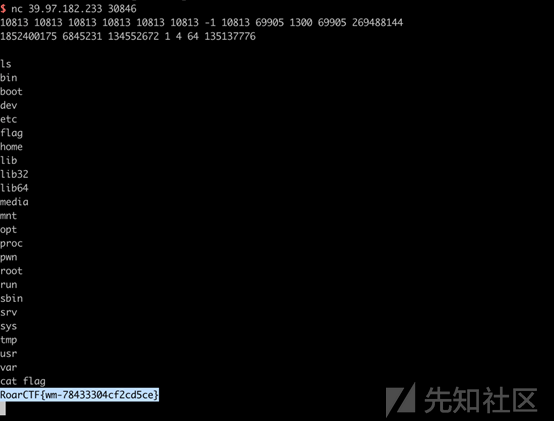 $ nc 39.97.182.233 30846
10813 10813 10813 10813 10813 10813 -1 10813 69905 1300 69905 269488144
1852400175 6845231 134552672 1 4 64 135137776
ls
bin
boot
dev
etc
flag
home
lib
lib32
lib64
media
mnt
opt
proc
pwn
root
run
sbin
srv
sys
tmp
usr
var
cat flag
RoarCTF{wm-78433304cf2cd5ce}
先知社区